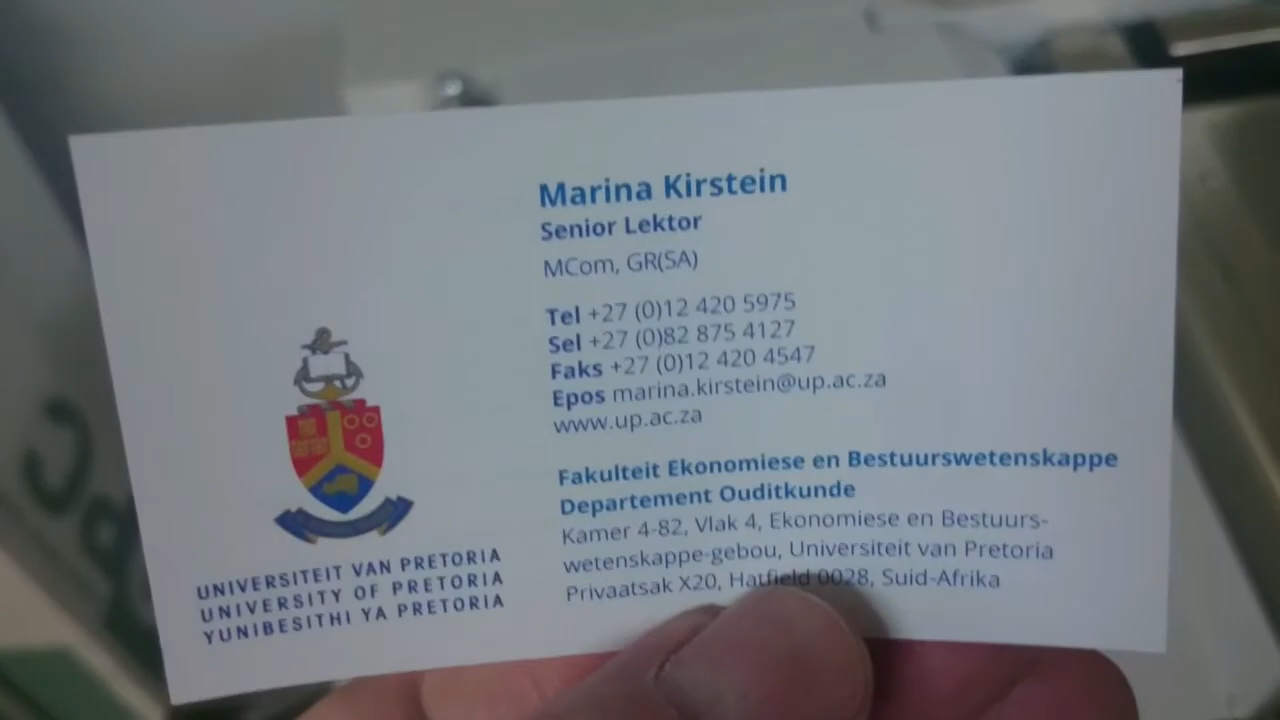 Marina Kirstein
Senior Lektor
MCom, GR(SA)
Tel +27 (0)12 420 5975
Sel +27 (0)82 875 4127
Faks +27 (0)12 420 4547
Epos marina.kirstein@up.ac.za
www.up.ac.za
Fakulteit Ekonomiese en Bestuurswetenskappe
Departement Ouditkunde
Kamer 4-82, Vlak 4, Ekonomiese en Bestuurs-
wetenskappe-gebou, Universiteit van Pretoria
Privaatsak X20, Hatfield 0028, Suid-Afrika
UNIVERSITEIT VAN PRETORIA
UNIVERSITY OF PRETORIA
YUNIBESITHI YA PRETORIA